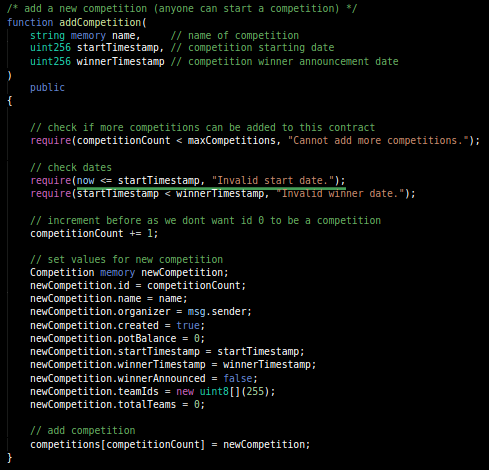 /* add a new competition (anyone can start a competition) */
function addCompetition(
string memory name, // name of competition
uint256 startTimestamp, // competition starting date
uint256 winnerTimestamp // competition winner announcement date
)
public
{
// check if more competitions can be added to this contract
require(competitionCount < maxCompetitions, "Cannot add more competitions.");
// check dates
require(now <= startTimestamp, "Invalid start date.");
require(startTimestamp < winnerTimestamp, "Invalid winner date.");
// increment before as we dont want id 0 to be a competition
competitionCount += 1;
// set values for new competition
Competition memory newCompetition;
newCompetition.id = competitionCount;
newCompetition.name = name;
newCompetition.organizer = msg.sender;
newCompetition.created = true;
newCompetition.potBalance = 0;
newCompetition.startTimestamp = startTimestamp;
newCompetition.winnerTimestamp = winnerTimestamp;
newCompetition.winnerAnnounced = false;
newCompetition.teamIds = new uint8[](255);
newCompetition.totalTeams = 0;
// add competition
competitions[competitionCount] = newCompetition;
}